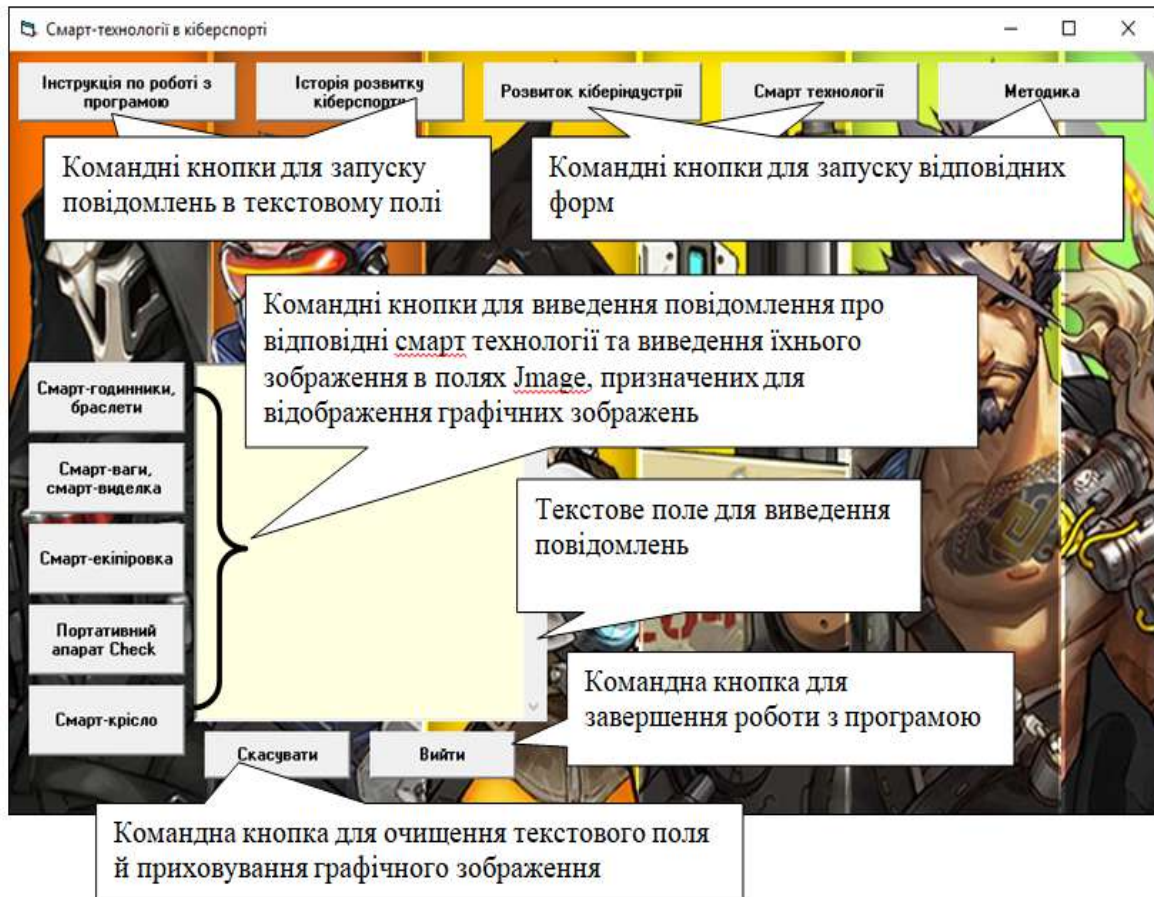 Смарт-технології в кіберспорті
Інструкція по роботі з
програмою
Історія розвитку
кіберспорту
Розвиток кіберіндустрії
Смарт технології
Методика
Командні кнопки для запуску
повідомлень в текстовому полі
Командні кнопки для запуску відповідних
форм
Командні кнопки для виведення повідомлення про
відповідні смарт технології та виведення їхнього
зображення в полях Jmage, призначених для
відображення графічних зображень
Смарт-годинники,
браслети
Смарт-ваги,
смарт-виделка
Смарт-екіпіровка
Портативний
апарат Check
Смарт-крісло
Текстове поле для виведення
повідомлень
Командна кнопка для
завершення роботи з програмою
Скасувати
Вийти
Командна кнопка для очищення текстового поля
й приховування графічного зображення